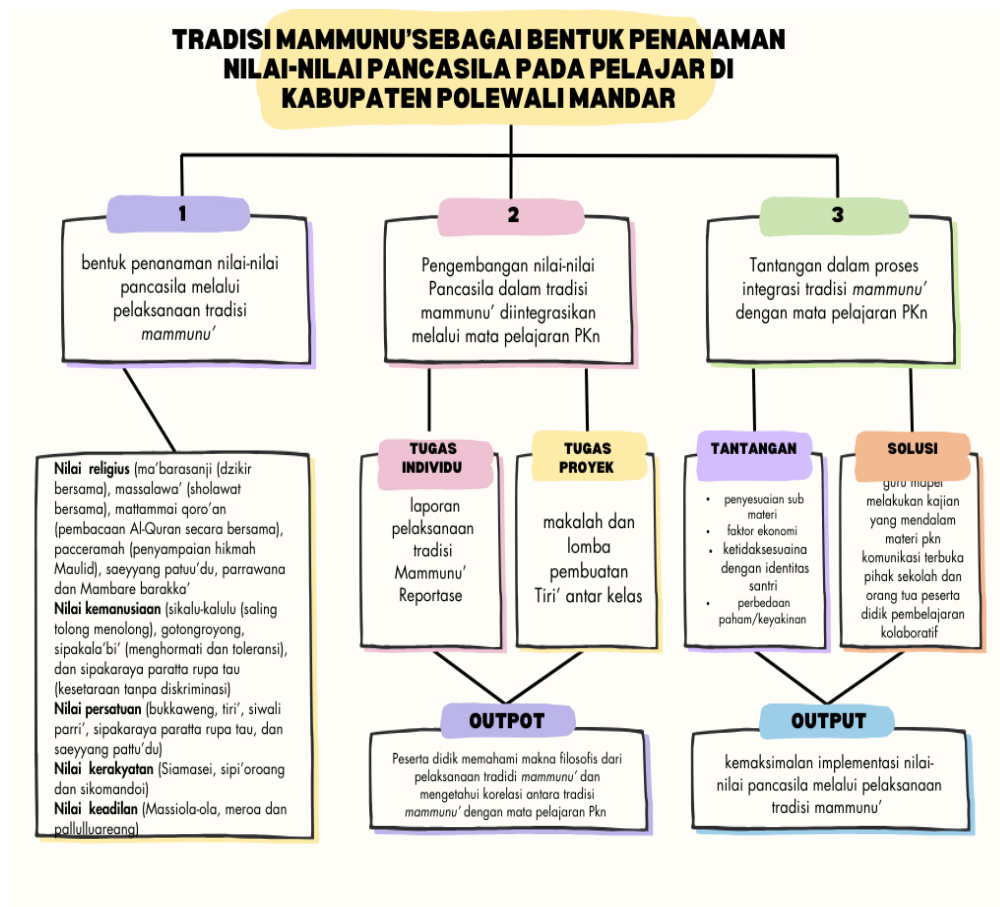 TRADISI MAMMUNU'SEBAGAI BENTUK PENANAMAN
NILAI-NILAI PANCASILA PADA PELAJAR DI
KABUPATEN POLEWALI MANDAR
1
bentuk penanaman nilai-nilai
pancasila melalui
pelaksanaan tradisi
mammunu'
2
Pengembangan nilai-nilai
Pancasila dalam tradisi
mammunu' diintegrasikan
melalui mata pelajaran PKn
3
Tantangan dalam proses
integrasi tradisi mammunu'
dengan mata pelajaran PKn
Nilai religius (ma'barasanji (dzikir
bersama), massalawa' (sholawat
bersama), mattammai qoro'an
(pembacaan Al-Quran secara bersama),
pacceramah (penyampaian hikmah
Maulid), saeyyang patuu'du, parrawana
dan Mambare barakka'
Nilai kemanusiaan (sikalu-kalulu (saling
tolong menolong), gotongroyong,
sipakala'bi' (menghormati dan toleransi),
dan sipakaraya paratta rupa tau
(kesetaraan tanpa diskriminasi)
Nilai persatuan (bukkaweng, tiri', siwali
parri', sipakaraya paratta rupa tau, dan
saeyyang pattu'du)
Nilai kerakyatan (Siamasei, sipi'oroang
dan sikomandoi)
Nilai keadilan (Massiola-ola, meroa dan
pallulluareang)
TUGAS
INDIVIDU
laporan
pelaksanaan
tradisi
Mammunu'
Reportase
TUGAS
PROYEK
makalah dan
lomba
pembuatan
Tiri' antar kelas
OUTPOT
Peserta didik memahami makna filosofis dari
pelaksanaan tradidi mammunu' dan
mengetahui korelasi antara tradisi
mammunu' dengan mata pelajaran Pkn
TANTANGAN
• penyesuaian sub
materi
• faktor ekonomi
• ketidaksesuaina
dengan identitas
santri
• perbedaan
paham/keyakinan
SOLUSI
guru mapel
melakukan kajian
yang mendalam
materi pkn
komunikasi terbuka
pihak sekolah dan
orang tua peserta
didik pembelajaran
kolaboratif
OUTPUT
kemaksimalan implementasi nilai-
nilai pancasila melalui pelaksanaan
tradisi mammunu'